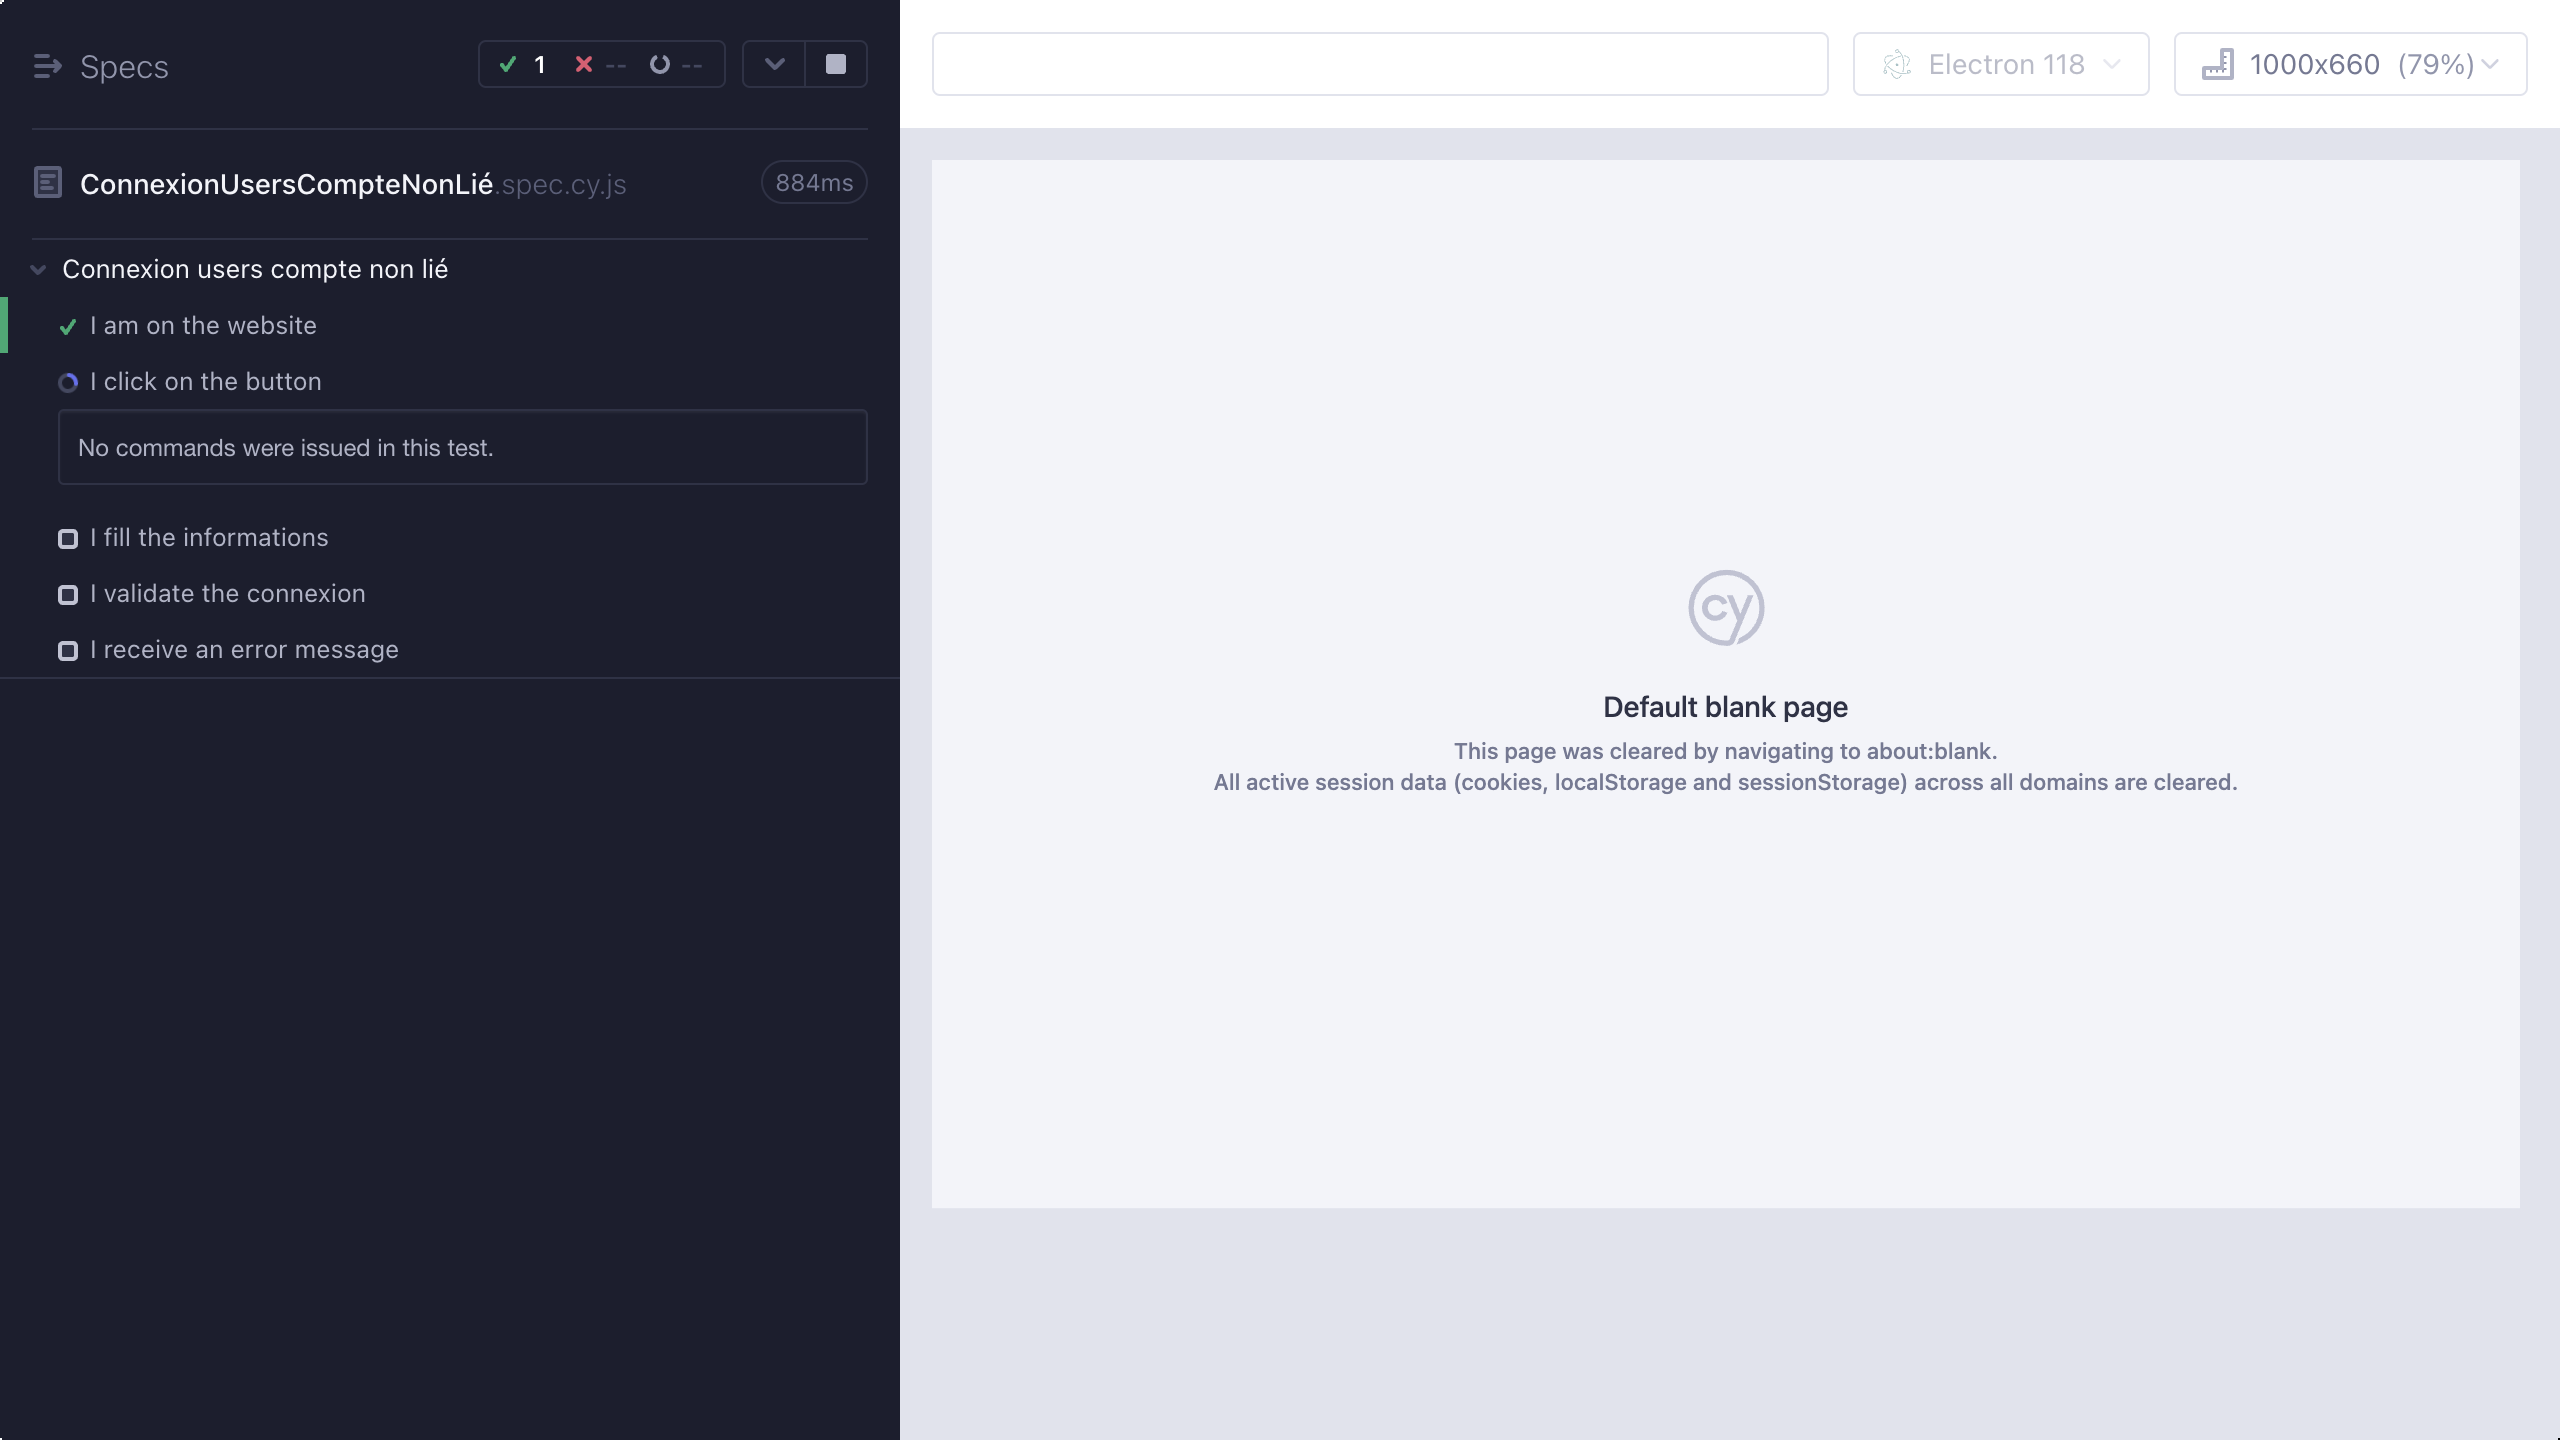 Specs
1 -- --
ConnexionUsersCompteNonLié.spec.cy.js 884ms
Connexion users compte non lié
I am on the website
I click on the button
No commands were issued in this test.
I fill the informations
I validate the connexion
I receive an error message
Electron 118
1000x660 (79%)
cy
Default blank page
This page was cleared by navigating to about:blank.
All active session data (cookies, localStorage and sessionStorage) across all domains are cleared.